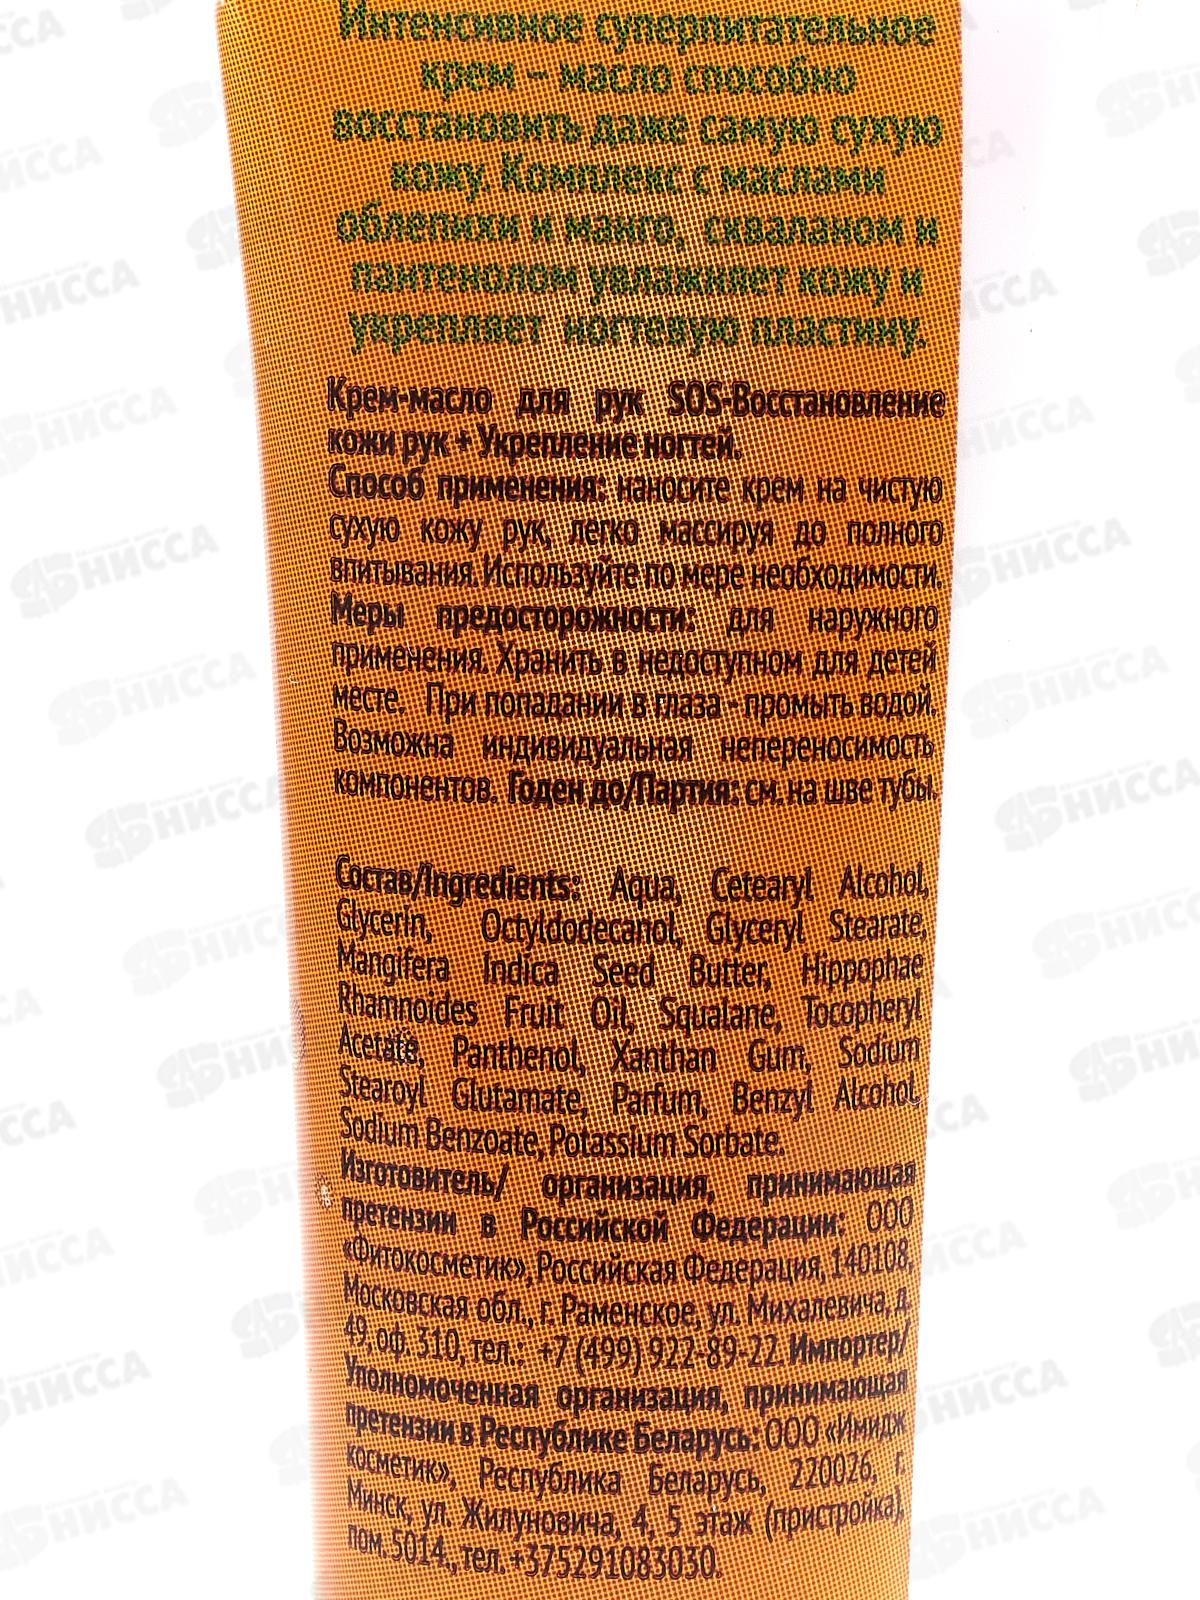 Интенсивное суперпитательное
крем – масло способно
восстановить даже самую сухую
кожу. Комплекс с маслами
облепихи и манго, скваланом и
пантенолом увлажняет кожу и
укрепляет ногтевую пластину.
Крем-масло для рук SOS-Восстановление
кожи рук + Укрепление ногтей.
Способ применения: наносите крем на чистую
сухую кожу рук, легко массируя до полного
впитывания. Используйте по мере необходимости.
Меры предосторожности: для наружного
применения. Хранить в недоступном для детей
месте. При попадании в глаза - промыть водой.
Возможна индивидуальная непереносимость
компонентов. Годен до/Партия: см. на шве тубы.
Состав/Ingredients: Aqua, Cetearyl Alcohol,
Glycerin, Octyldodecanol, Glyceryl Stearate,
Mangifera Indica Seed Butter, Hippophae
Rhamnoides Fruit Oil, Squalane, Tocopheryl
Acetate, Panthenol, Xanthan Gum, Sodium
Stearoyl Glutamate, Parfum, Benzyl Alcohol,
Sodium Benzoate, Potassium Sorbate.
Изготовитель/ организация, принимающая
претензии в Российской Федерации: ООО
«Фитокосметик», Российская Федерация, 140108,
Московская обл., г. Раменское, ул. Михалевича, д.
49, оф. 310, тел.: +7 (499) 922-89-22. Импортер/
Уполномоченная организация, принимающая
претензии в Республике Беларусь: ООО «Имидж
косметик», Республика Беларусь, 220026, г.
Минск, ул. Жилуновича, 4, 5 этаж (пристройка),
пом. 5014., тел. +375291083030.